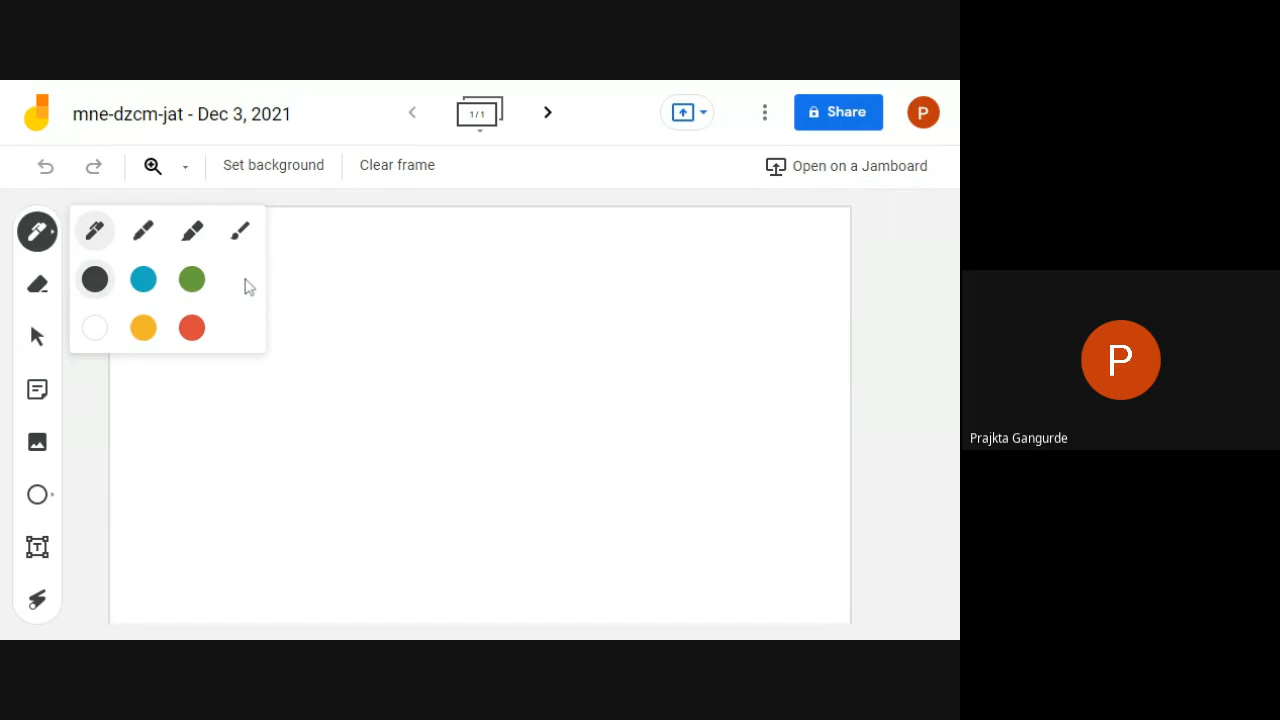 mne-dzcm-jat - Dec 3, 2021
1/1
Share
P
Set background
Clear frame
Open on a Jamboard
T
P
Prajkta Gangurde